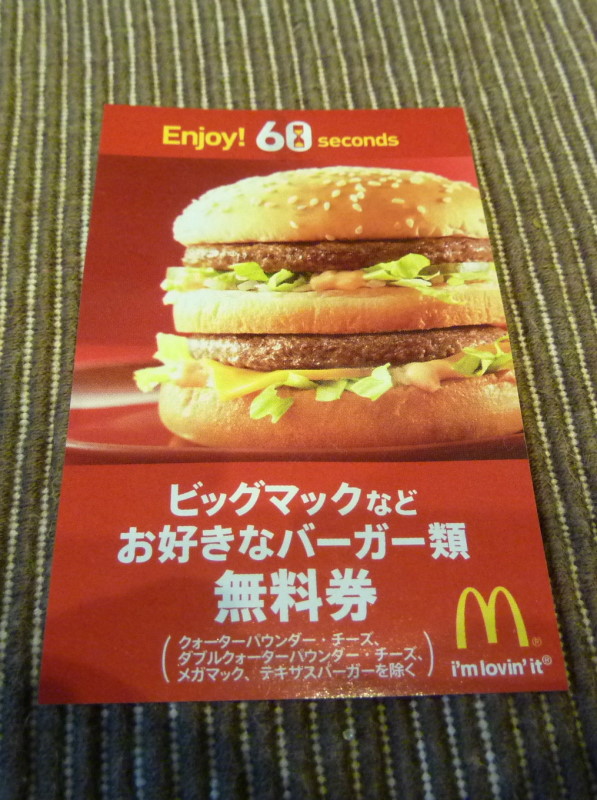 Enjoy! 60 seconds
ビッグマックなど
お好きなバーガー類
無料券
(クォーターパウンダー・チーズ、
ダブルクォーターパウンダー・チーズ、
メガマック、テキサスバーガーを除く)
M®
i'm lovin' it®